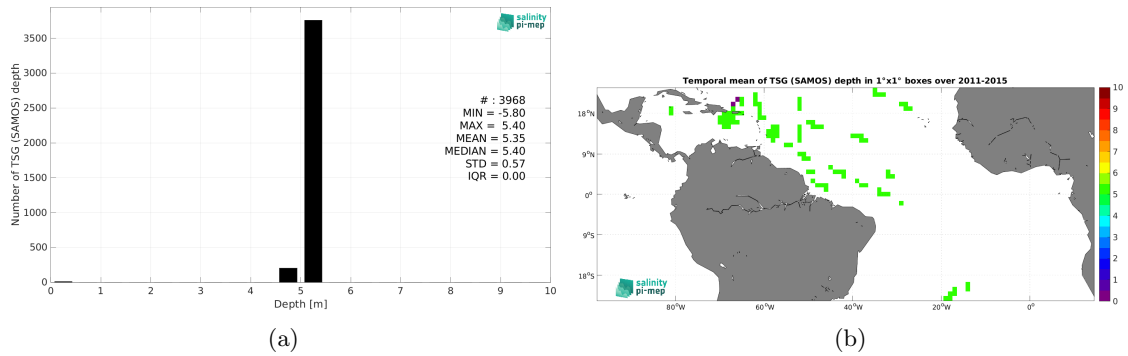 salinity
pi-mep
Number of TSG (SAMOS) depth
3500
3000
2500
2000
1500
1000
500
0
# : 3968
MIN = -5.80
MAX = 5.40
MEAN = 5.35
MEDIAN = 5.40
STD = 0.57
IQR = 0.00
0 1 2 3 4 5 6 7 8 9 10
Depth [m]
(a)
Temporal mean of TSG (SAMOS) depth in 1°x1° boxes over 2011-2015
18°N
9°N
0°
9°S
18°S
80°W 60°W 40°W 20°W 0°
salinity
pi-mep
10
9
8
7
6
5
4
3
2
1
0
(b)